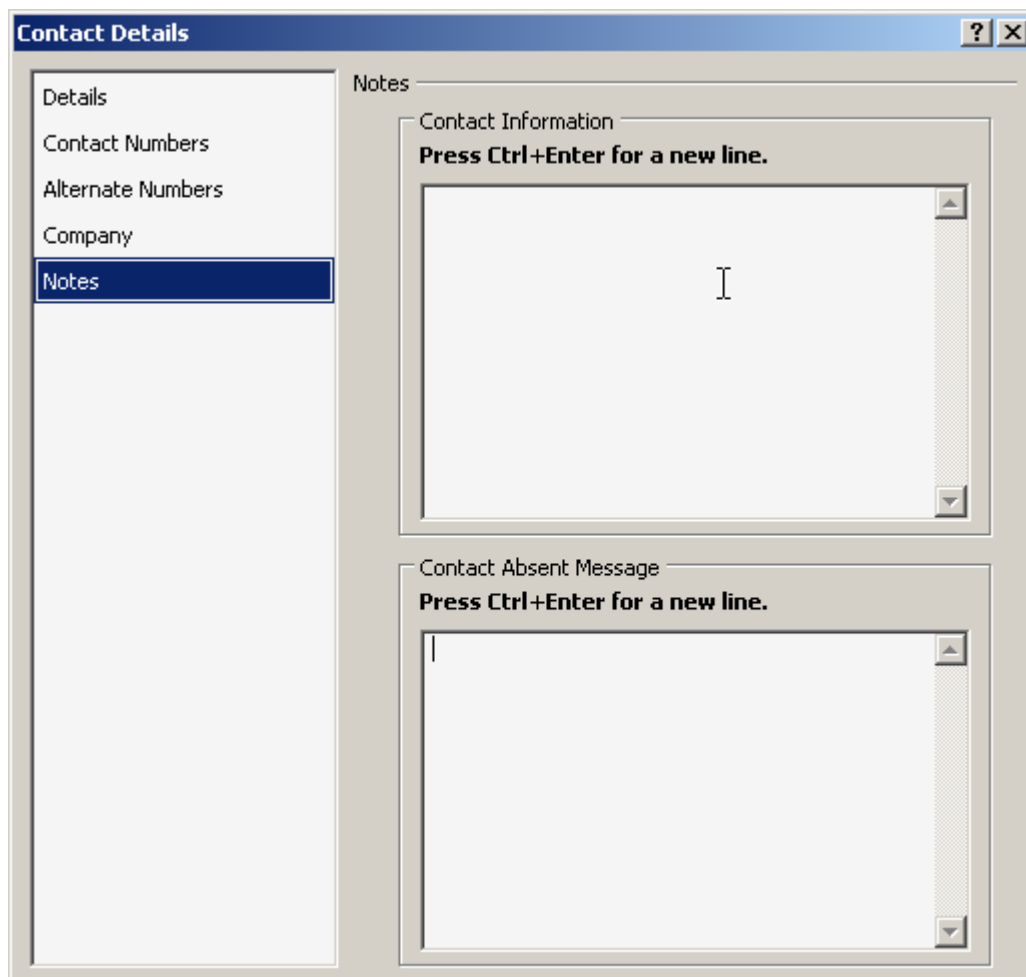 Contact Details
Details
Contact Numbers
Alternate Numbers
Company
Notes
Notes
Contact Information
Press Ctrl+Enter for a new line.
Contact Absent Message
Press Ctrl+Enter for a new line.